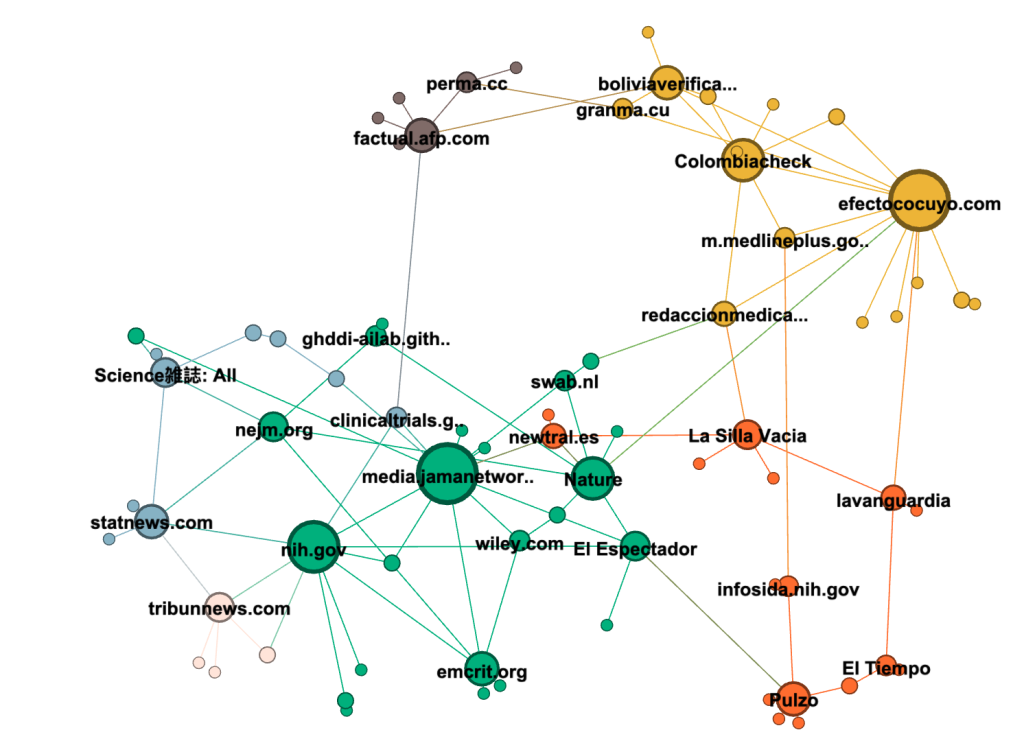 perma.cc
boliviaverifica...
granma.cu
factual.afp.com
Colombiacheck
efectococuyo.com
m.medlineplus.go..
redaccionmedica...
ghddi-ailab.gith..
Science雑誌: All
swab.nl
clinicaltrials.g..
nejm.org
newtral.es
La Silla Vacia
media.jamanetwor..
Nature
lavanguardia
statnews.com
nih.gov
wiley.com
El Espectador
infosida.nih.gov
tribunnews.com
emcrit.org
El Tiempo
Pulzo